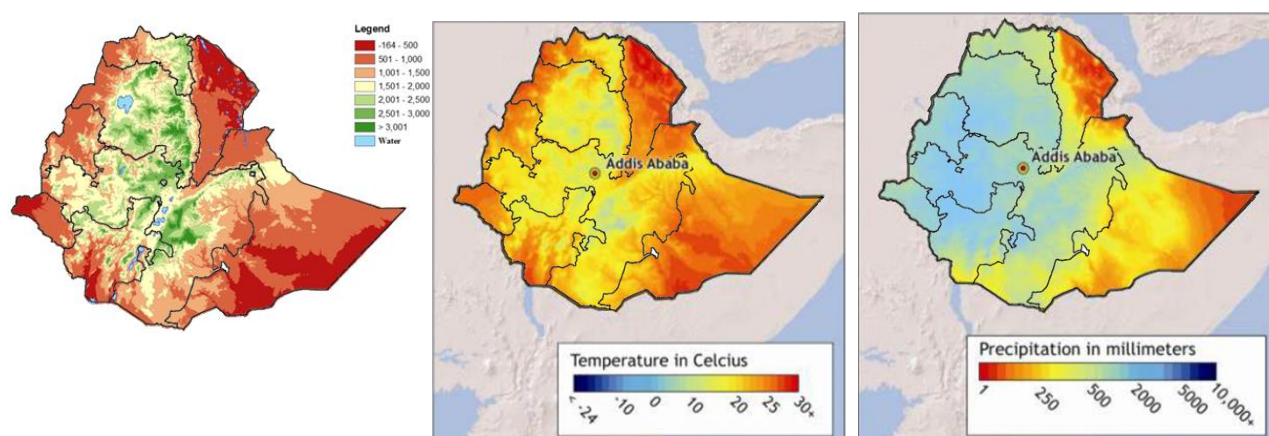 Legend
-164 - 500
501 - 1,000
1,001 - 1,500
1,501 - 2,000
2,001 - 2,500
2,501 - 3,000
> 3,001
Water
Addis Ababa
Temperature in Celcius
< -24
-10
0
10
20
25
30+
Addis Ababa
Precipitation in millimeters
1
250
500
2000
5000
10,000+